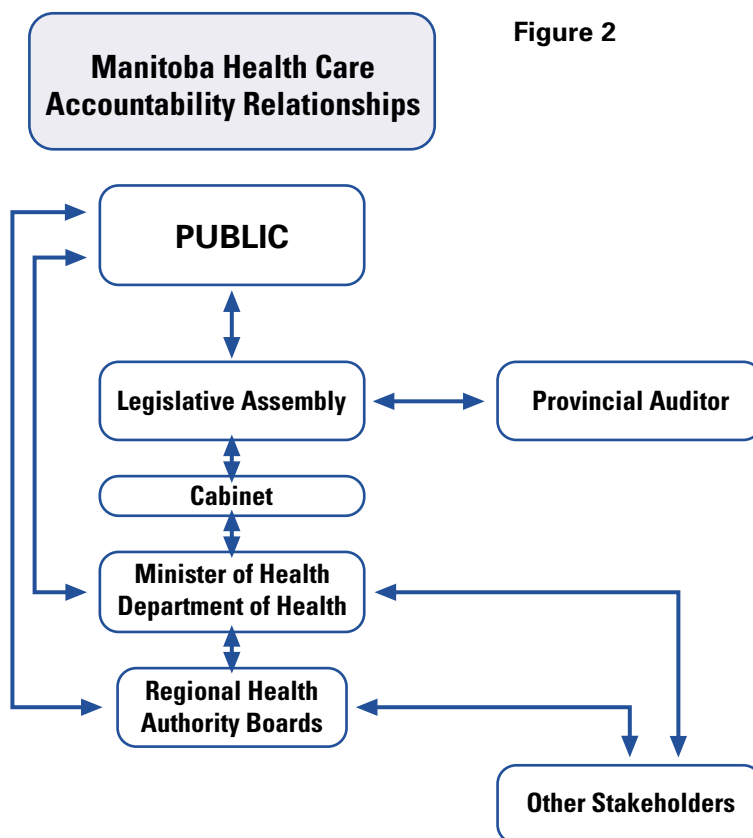 Figure 2
Manitoba Health Care
Accountability Relationships
PUBLIC
Legislative Assembly
Provincial Auditor
Cabinet
Minister of Health
Department of Health
Regional Health
Authority Boards
Other Stakeholders